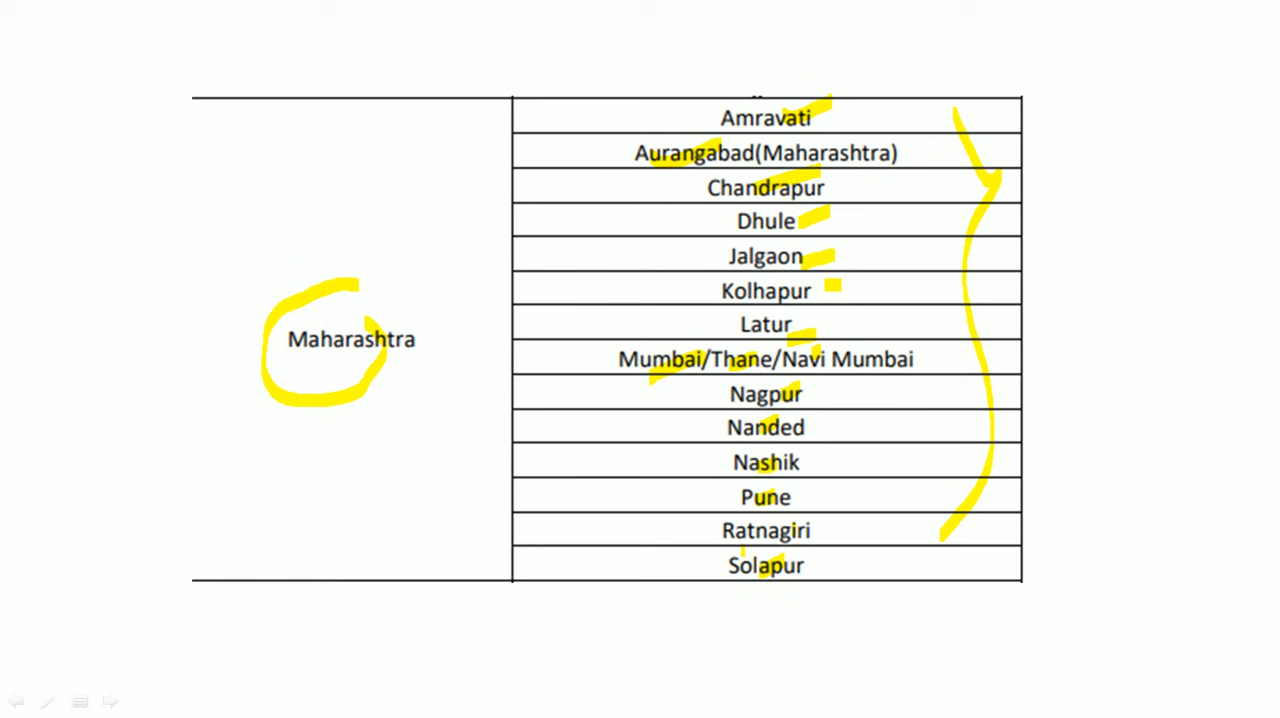 Amravati
Aurangabad(Maharashtra)
Chandrapur
Dhule
Jalgaon
Kolhapur
Maharashtra
Latur
Mumbai/Thane/Navi Mumbai
Nagpur
Nanded
Nashik
Pune
Ratnagiri
Solapur